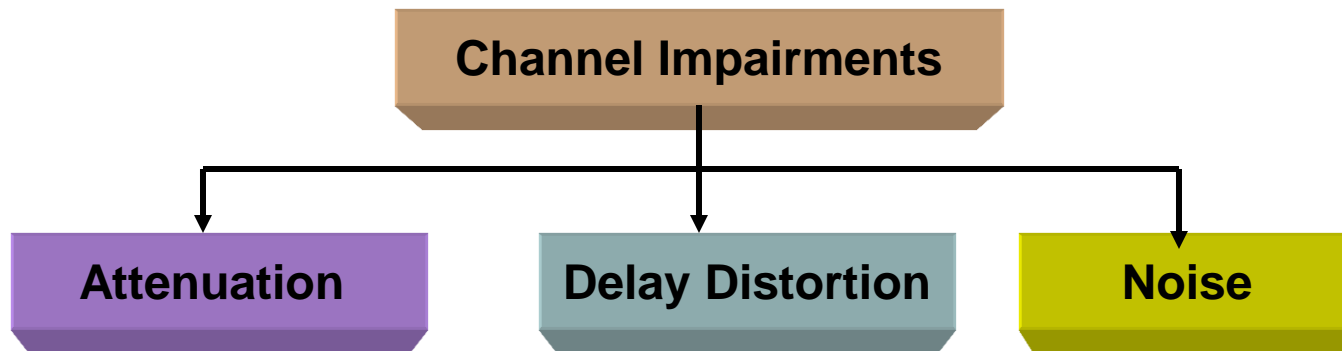 Channel Impairments
Attenuation
Delay Distortion
Noise